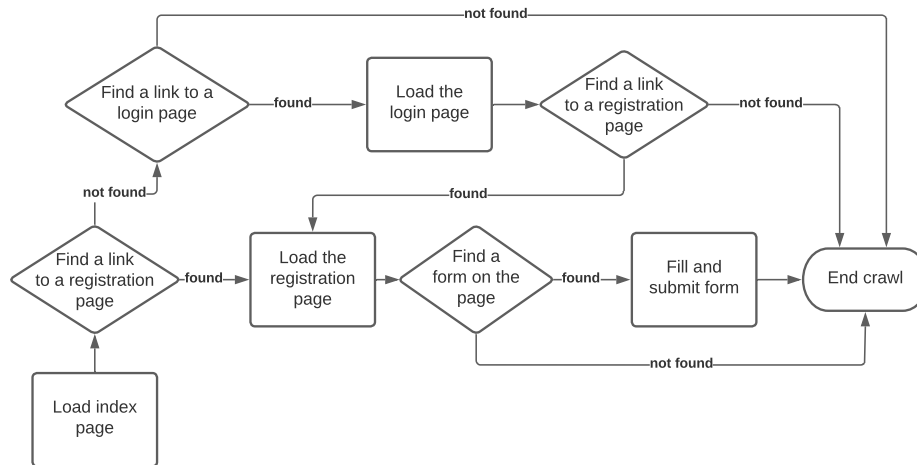 not found
Find a link to a
login page
found
Load the
login page
Find a link
to a registration
page
not found
not found
found
Find a link
to a registration
page
found
Load the
registration
page
Find a
form on the
page
found
Fill and
submit form
End crawl
not found
Load index
page